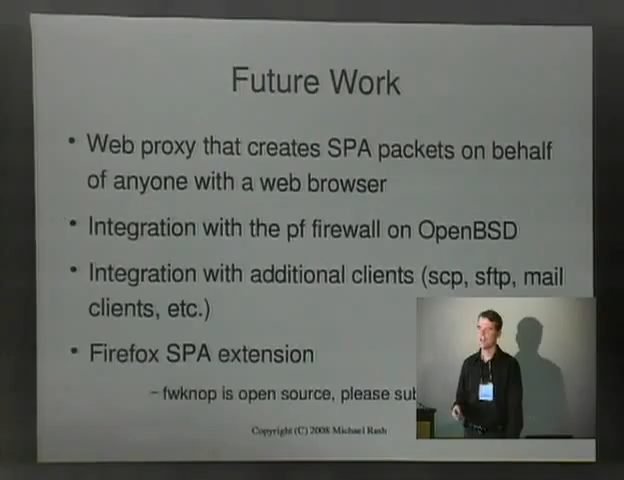 Future Work
• Web proxy that creates SPA packets on behalf
of anyone with a web browser
• Integration with the pf firewall on OpenBSD
• Integration with additional clients (scp, sftp, mail
clients, etc.)
• Firefox SPA extension
– fwknop is open source, please
Copyright (C) 2008 Michael Rash